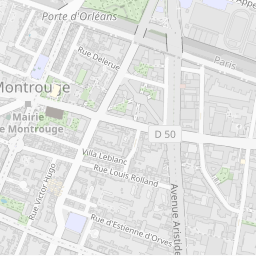 Porte d'Orléans
Rue Delerue
Paris
Appe
Montrouge
Mairie
e Montrouge
D 50
Villa Leblanc
Rue Louis Rolland
Rue Victor Hugo
Avenue Aristide
Rue d'Estienne d'Orves